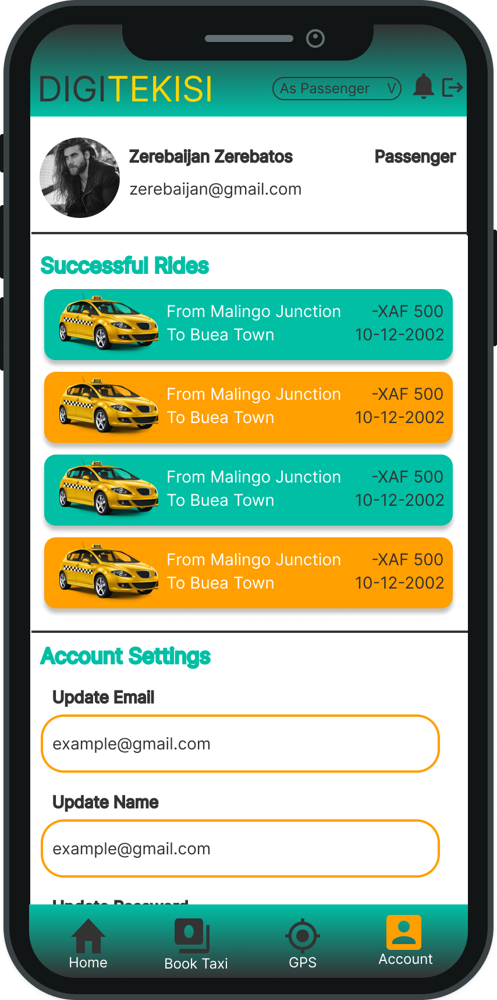 DIGITEKISI
As Passenger V
Zerebaijan Zerebatos Passenger
zerebaijan@gmail.com
Successful Rides
From Malingo Junction -XAF 500
To Buea Town 10-12-2002
From Malingo Junction -XAF 500
To Buea Town 10-12-2002
From Malingo Junction -XAF 500
To Buea Town 10-12-2002
From Malingo Junction -XAF 500
To Buea Town 10-12-2002
Account Settings
Update Email
example@gmail.com
Update Name
example@gmail.com
Update Password
Home Book Taxi GPS Account